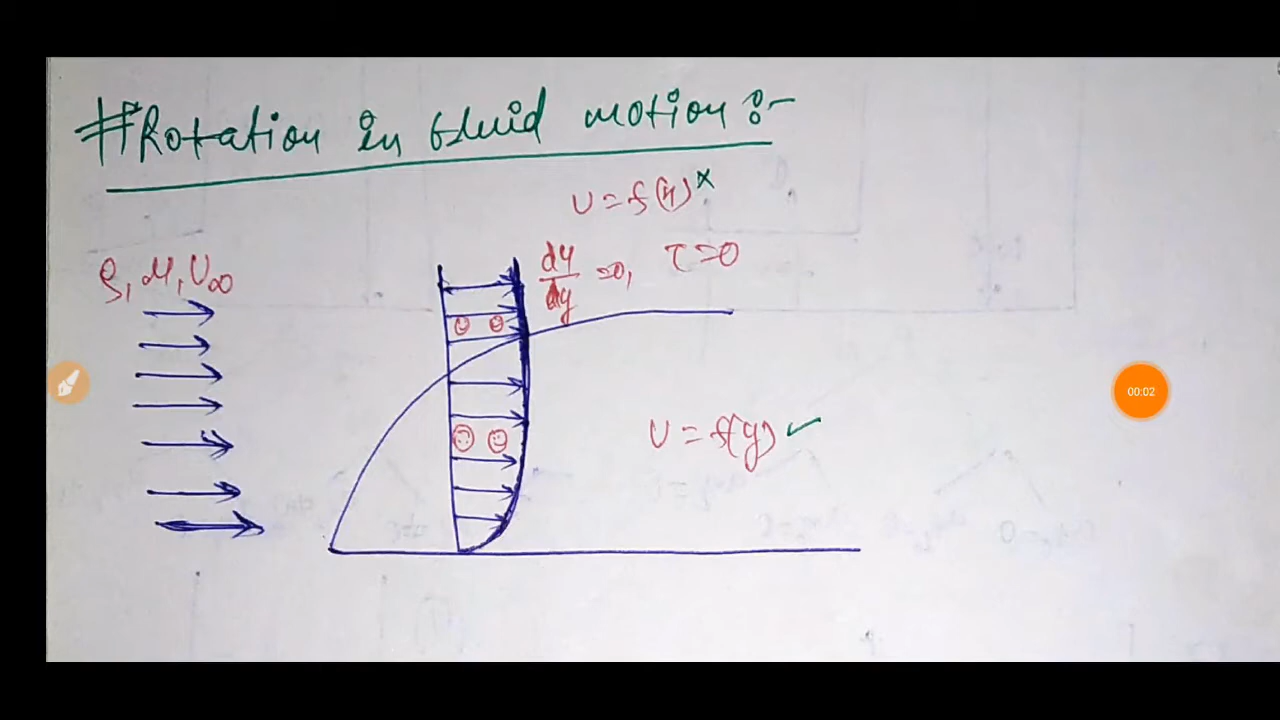 #Rotation in fluid motion :-
U = f(y) ×
ρ, μ, U∞
du/dy = 0, τ = 0
U = f(y) ✓
00:02